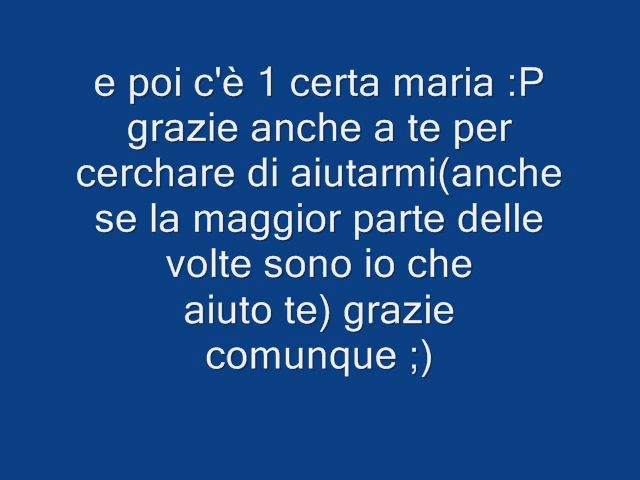 e poi c'è 1 certa maria :P
grazie anche a te per
cerchare di aiutarmi(anche
se la maggior parte delle
volte sono io che
aiuto te) grazie
comunque ;)